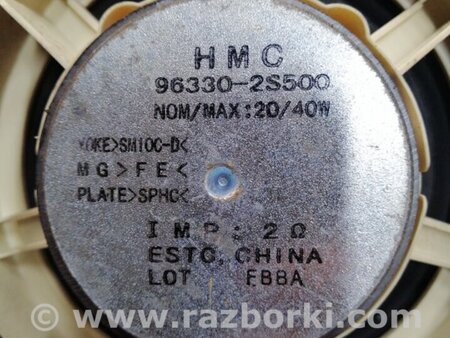 HMC
96330-2S500
NOM/MAX:20/40W
YOKE>SM10C-D<
MG>FE<
PLATE>SPHC<
IMP:2Ω
ESTC, CHINA
LOT F88A
© www.razborki.com/